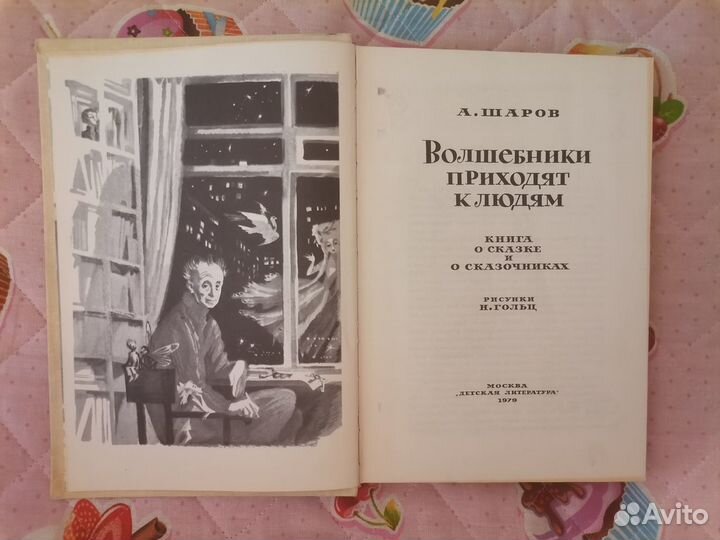 А. ШАРОВ
ВОЛШЕБНИКИ
ПРИХОДЯТ
К ЛЮДЯМ
КНИГА
О СКАЗКЕ
И
О СКАЗОЧНИКАХ
РИСУНКИ
Н. ГОЛЬЦ
МОСКВА
„ДЕТСКАЯ ЛИТЕРАТУРА“
1979
Avito